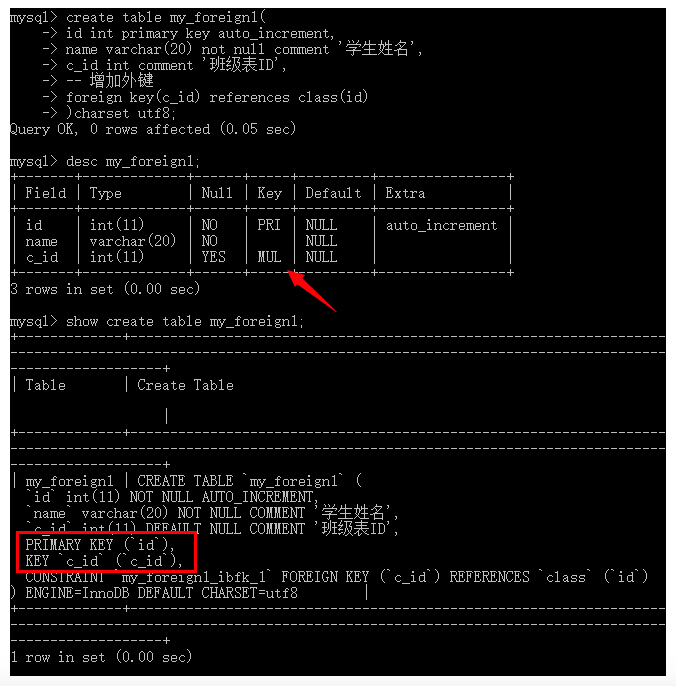 mysql> create table my_foreign1(
-> id int primary key auto_increment,
-> name varchar(20) not null comment '学生姓名',
-> c_id int comment '班级表ID',
-> -- 增加外键
-> foreign key(c_id) references class(id)
-> )charset utf8;
Query OK, 0 rows affected (0.05 sec)
mysql> desc my_foreign1;
+-------+-------------+------+-----+---------+----------------+
| Field | Type | Null | Key | Default | Extra |
+-------+-------------+------+-----+---------+----------------+
| id | int(11) | NO | PRI | NULL | auto_increment |
| name | varchar(20) | NO | | NULL | |
| c_id | int(11) | YES | MUL | NULL | |
+-------+-------------+------+-----+---------+----------------+
3 rows in set (0.00 sec)
mysql> show create table my_foreign1;
| Table | Create Table
|
| my_foreign1 | CREATE TABLE `my_foreign1` (
`id` int(11) NOT NULL AUTO_INCREMENT,
`name` varchar(20) NOT NULL COMMENT '学生姓名',
`c_id` int(11) DEFAULT NULL COMMENT '班级表ID',
PRIMARY KEY (`id`),
KEY `c_id` (`c_id`),
CONSTRAINT `my_foreign1_ibfk_1` FOREIGN KEY (`c_id`) REFERENCES `class` (`id`)
) ENGINE=InnoDB DEFAULT CHARSET=utf8 |
1 row in set (0.00 sec)